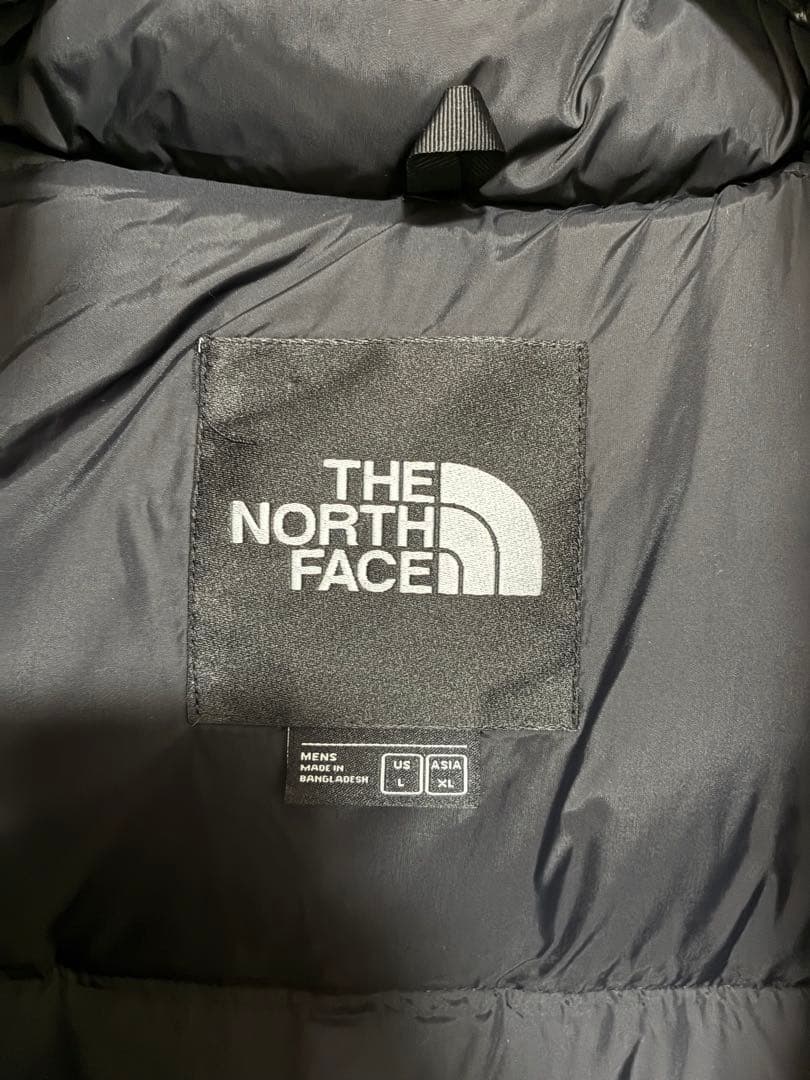 THE
NORTH
FACE
MENS
MADE IN
BANGLADESH
US
L
ASIA
XL